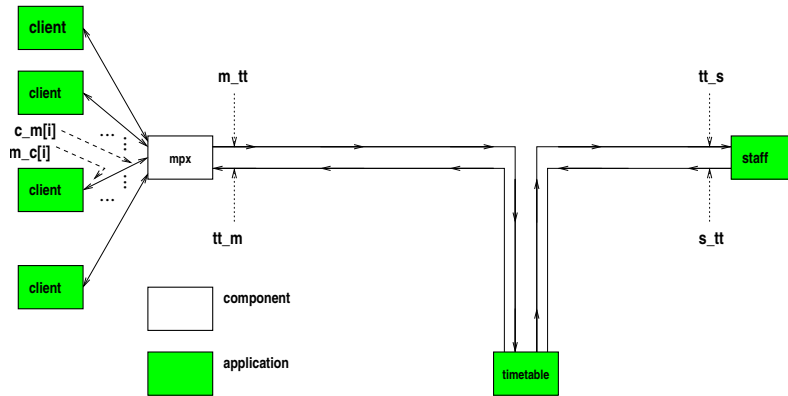 client
m_tt
tt_s
client
c_m[i]
...
m_c[i]
...
mpx
staff
client
...
...
tt_m
s_tt
client
component
application
timetable